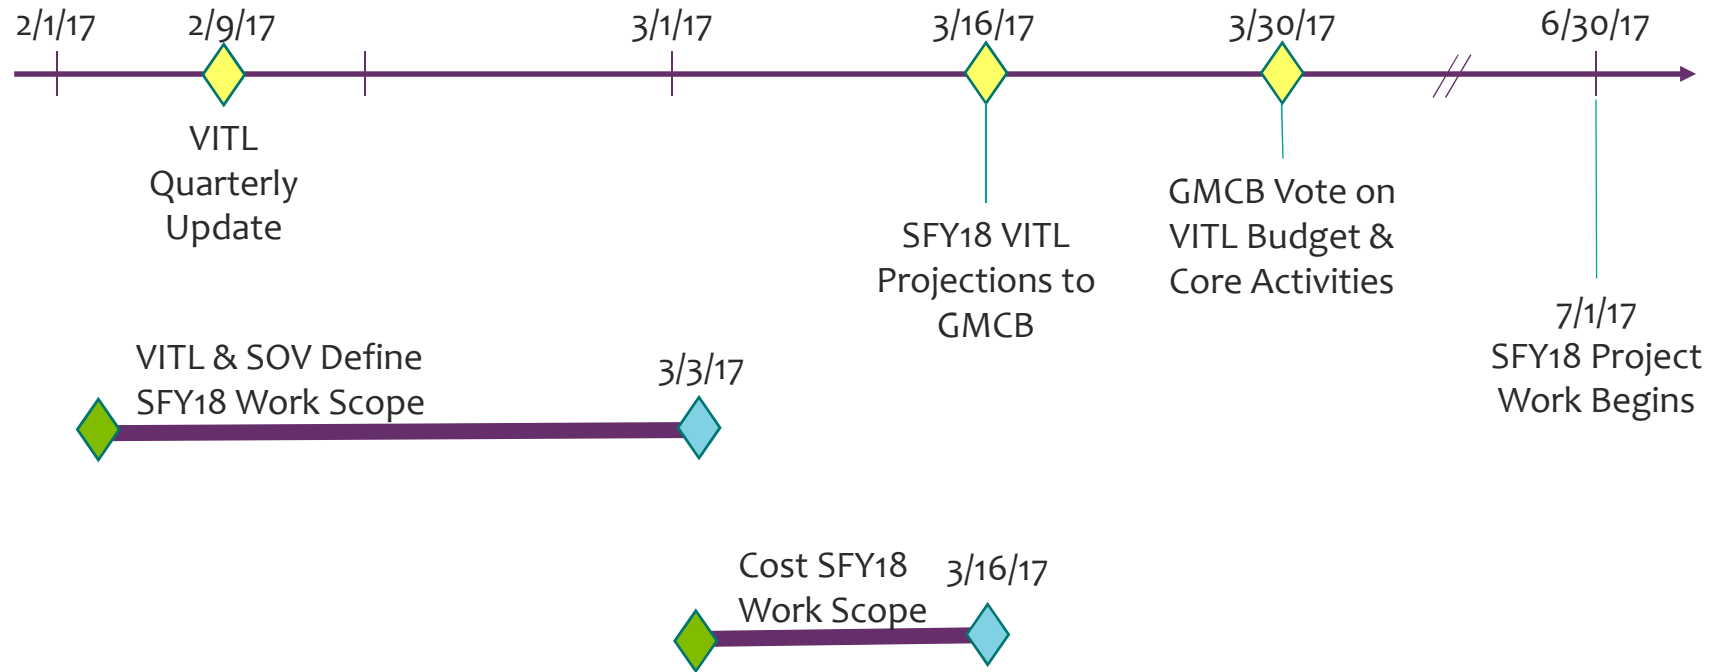 2/1/17
2/9/17
3/1/17
3/16/17
3/30/17
6/30/17
VITL
Quarterly
Update
SFY18 VITL
Projections to
GMCB
GMCB Vote on
VITL Budget &
Core Activities
7/1/17
SFY18 Project
Work Begins
VITL & SOV Define
SFY18 Work Scope
3/3/17
Cost SFY18
Work Scope
3/16/17